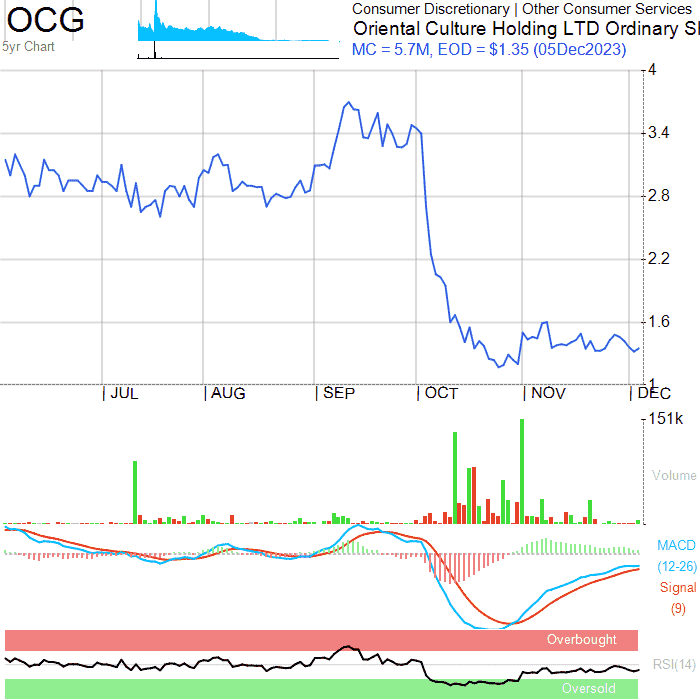 OCG
5yr Chart
Consumer Discretionary | Other Consumer Services
Oriental Culture Holding LTD Ordinary Sl
MC = 5.7M, EOD = $1.35 (05Dec2023)
4
3.4
2.8
2.2
1.6
1
JUL AUG SEP OCT NOV DEC
151k
Volume
MACD
(12-26)
Signal
(9)
Overbought
RSI(14)
Oversold